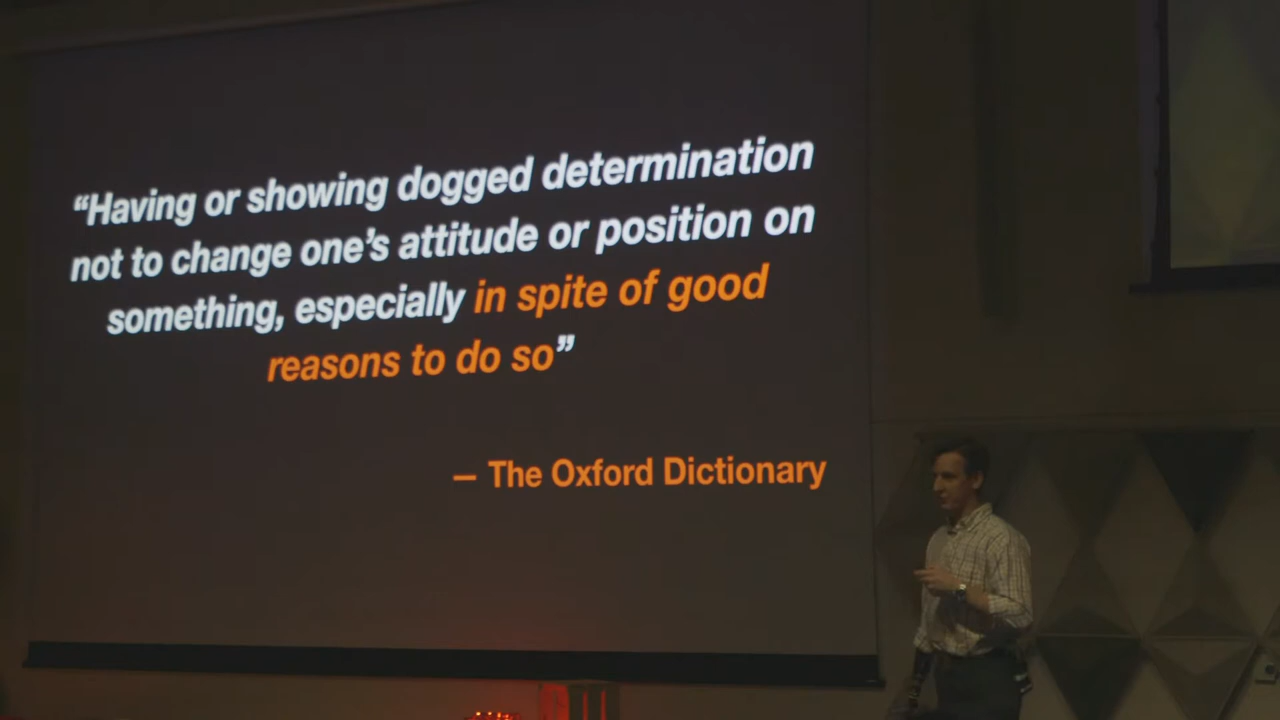 “Having or showing dogged determination
not to change one’s attitude or position on
something, especially in spite of good
reasons to do so”
– The Oxford Dictionary